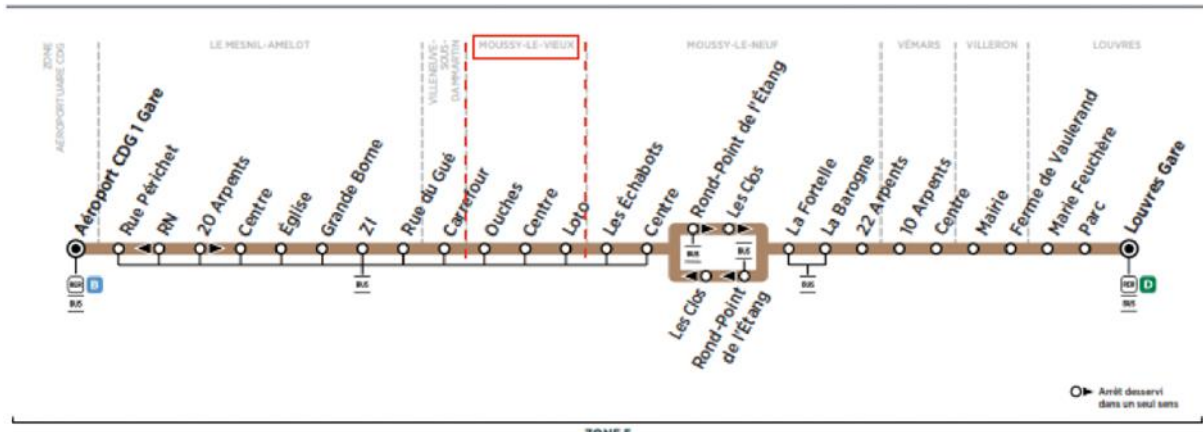 ZONE
AÉROPORTUAIRE CDG
LE MESNIL-AMELOT
VILLENEUVE-
SOUS-
DAMMARTIN
MOUSSY-LE-VIEUX
MOUSSY-LE-NEUF
VÉMARS
VILLERON
LOUVRES
Aéroport CDG 1 Gare
Rue Périchet
RN
20 Arpents
Centre
Église
Grande Borne
ZI
Rue du Gué
Carrefour
Ouches
Centre
Loto
Les Échabots
Centre
Rond-Point de l'Étang
Les Clos
La Fortelle
La Barogne
22 Arpents
10 Arpents
Centre
Mairie
Ferme de Vaulerand
Marie Feuchère
Parc
Louvres Gare
BUS
BUS
Les Clos
Rond-Point
de l'Étang
RER B
BUS
BUS
BUS
RER D
BUS
Arrêt desservi
dans un seul sens
ZONE 5